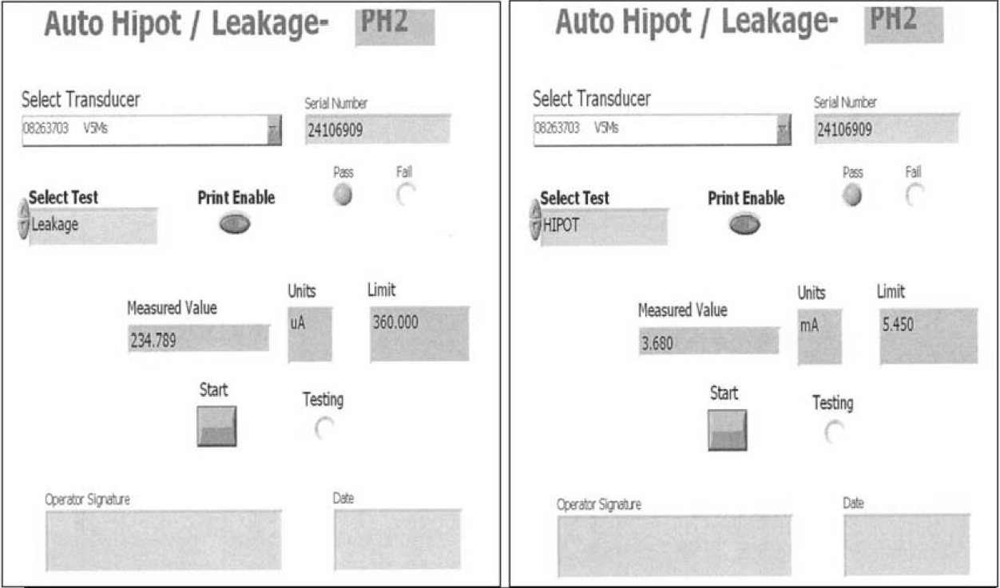 Auto Hipot / Leakage- PH2
Select Transducer
Serial Number
08263703 V5Ms
24106909
Pass Fail
Select Test
Print Enable
Leakage
Units Limit
Measured Value
uA 360.000
234.789
Start
Testing
Operator Signature
Date
Auto Hipot / Leakage- PH2
Select Transducer
Serial Number
08263703 V5Ms
24106909
Pass Fail
Select Test
Print Enable
HIPOT
Units Limit
Measured Value
mA 5.450
3.680
Start
Testing
Operator Signature
Date